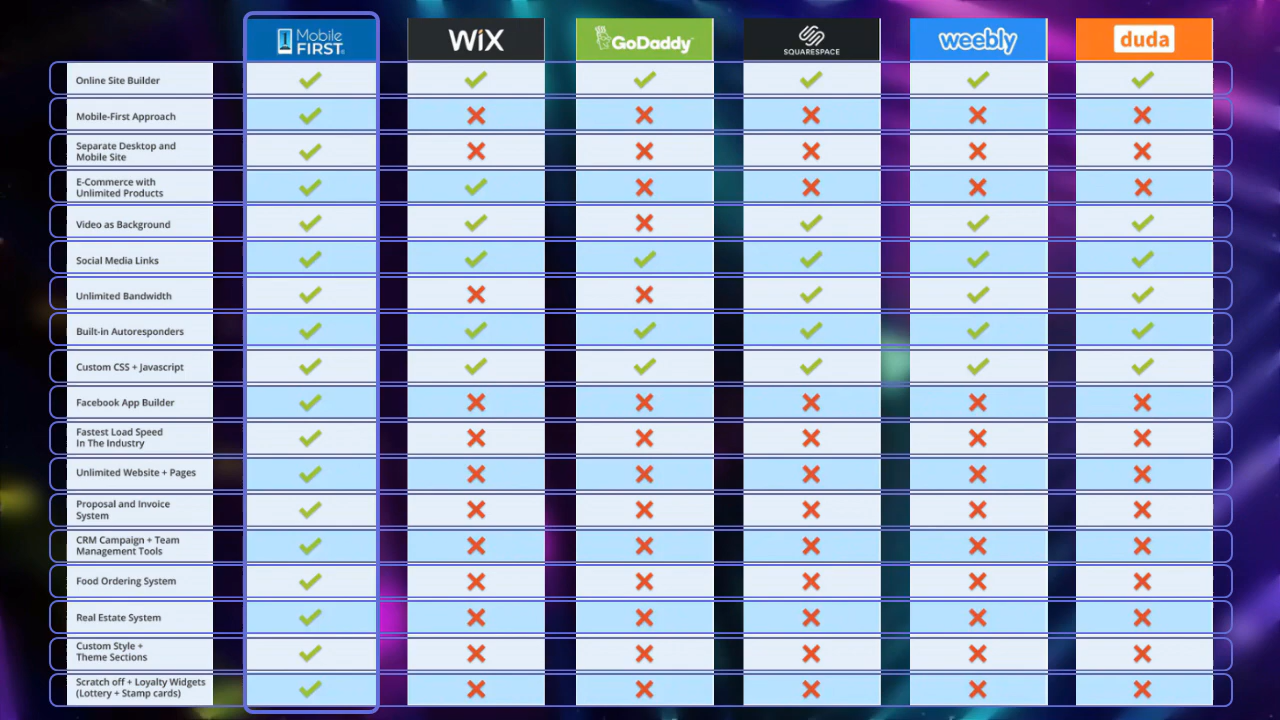 Mobile
FIRST
WiX
GoDaddy
SQUARESPACE
weebly
duda
Online Site Builder
Mobile-First Approach
Separate Desktop and
Mobile Site
E-Commerce with
Unlimited Products
Video as Background
Social Media Links
Unlimited Bandwidth
Built-in Autoresponders
Custom CSS + Javascript
Facebook App Builder
Fastest Load Speed
In The Industry
Unlimited Website + Pages
Proposal and Invoice
System
CRM Campaign + Team
Management Tools
Food Ordering System
Real Estate System
Custom Style +
Theme Sections
Scratch off + Loyalty Widgets
(Lottery + Stamp cards)